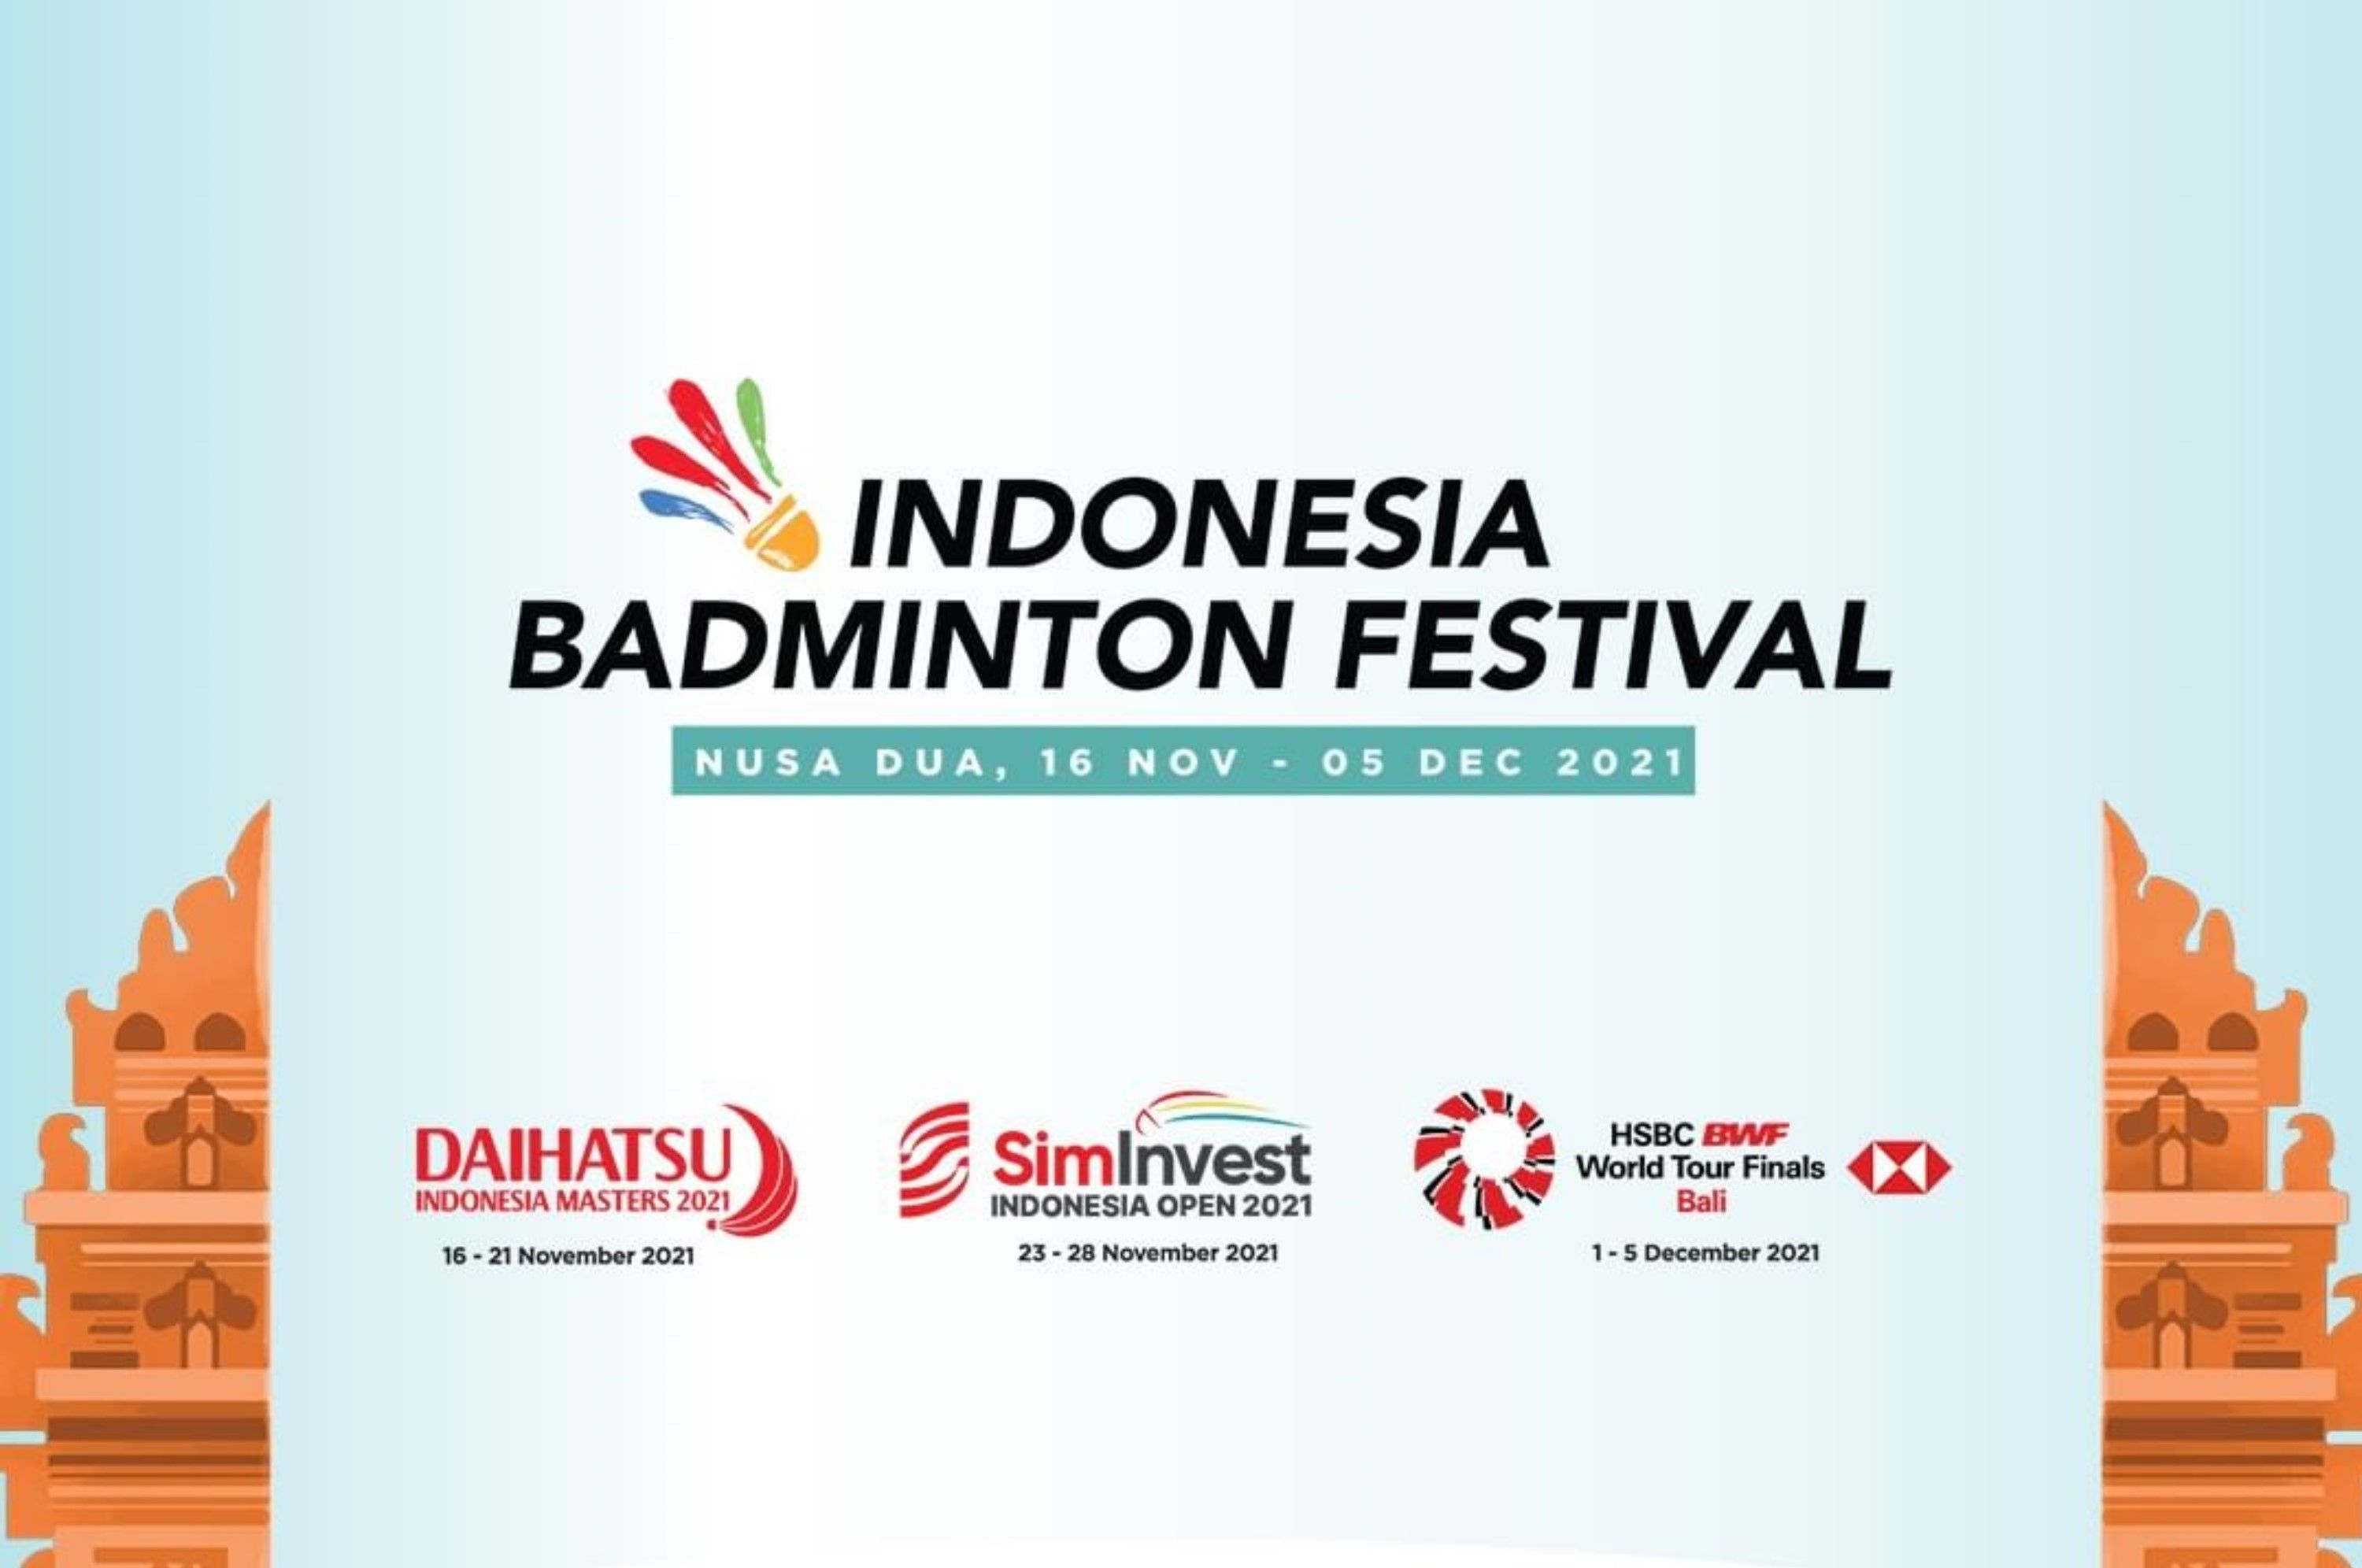 INDONESIA
BADMINTON FESTIVAL
NUSA DUA, 16 NOV - 05 DEC 2021
DAIHATSU
INDONESIA MASTERS 2021
16 - 21 November 2021
SimInvest
INDONESIA OPEN 2021
23 - 28 November 2021
HSBC BWF
World Tour Finals
Bali
1 - 5 December 2021